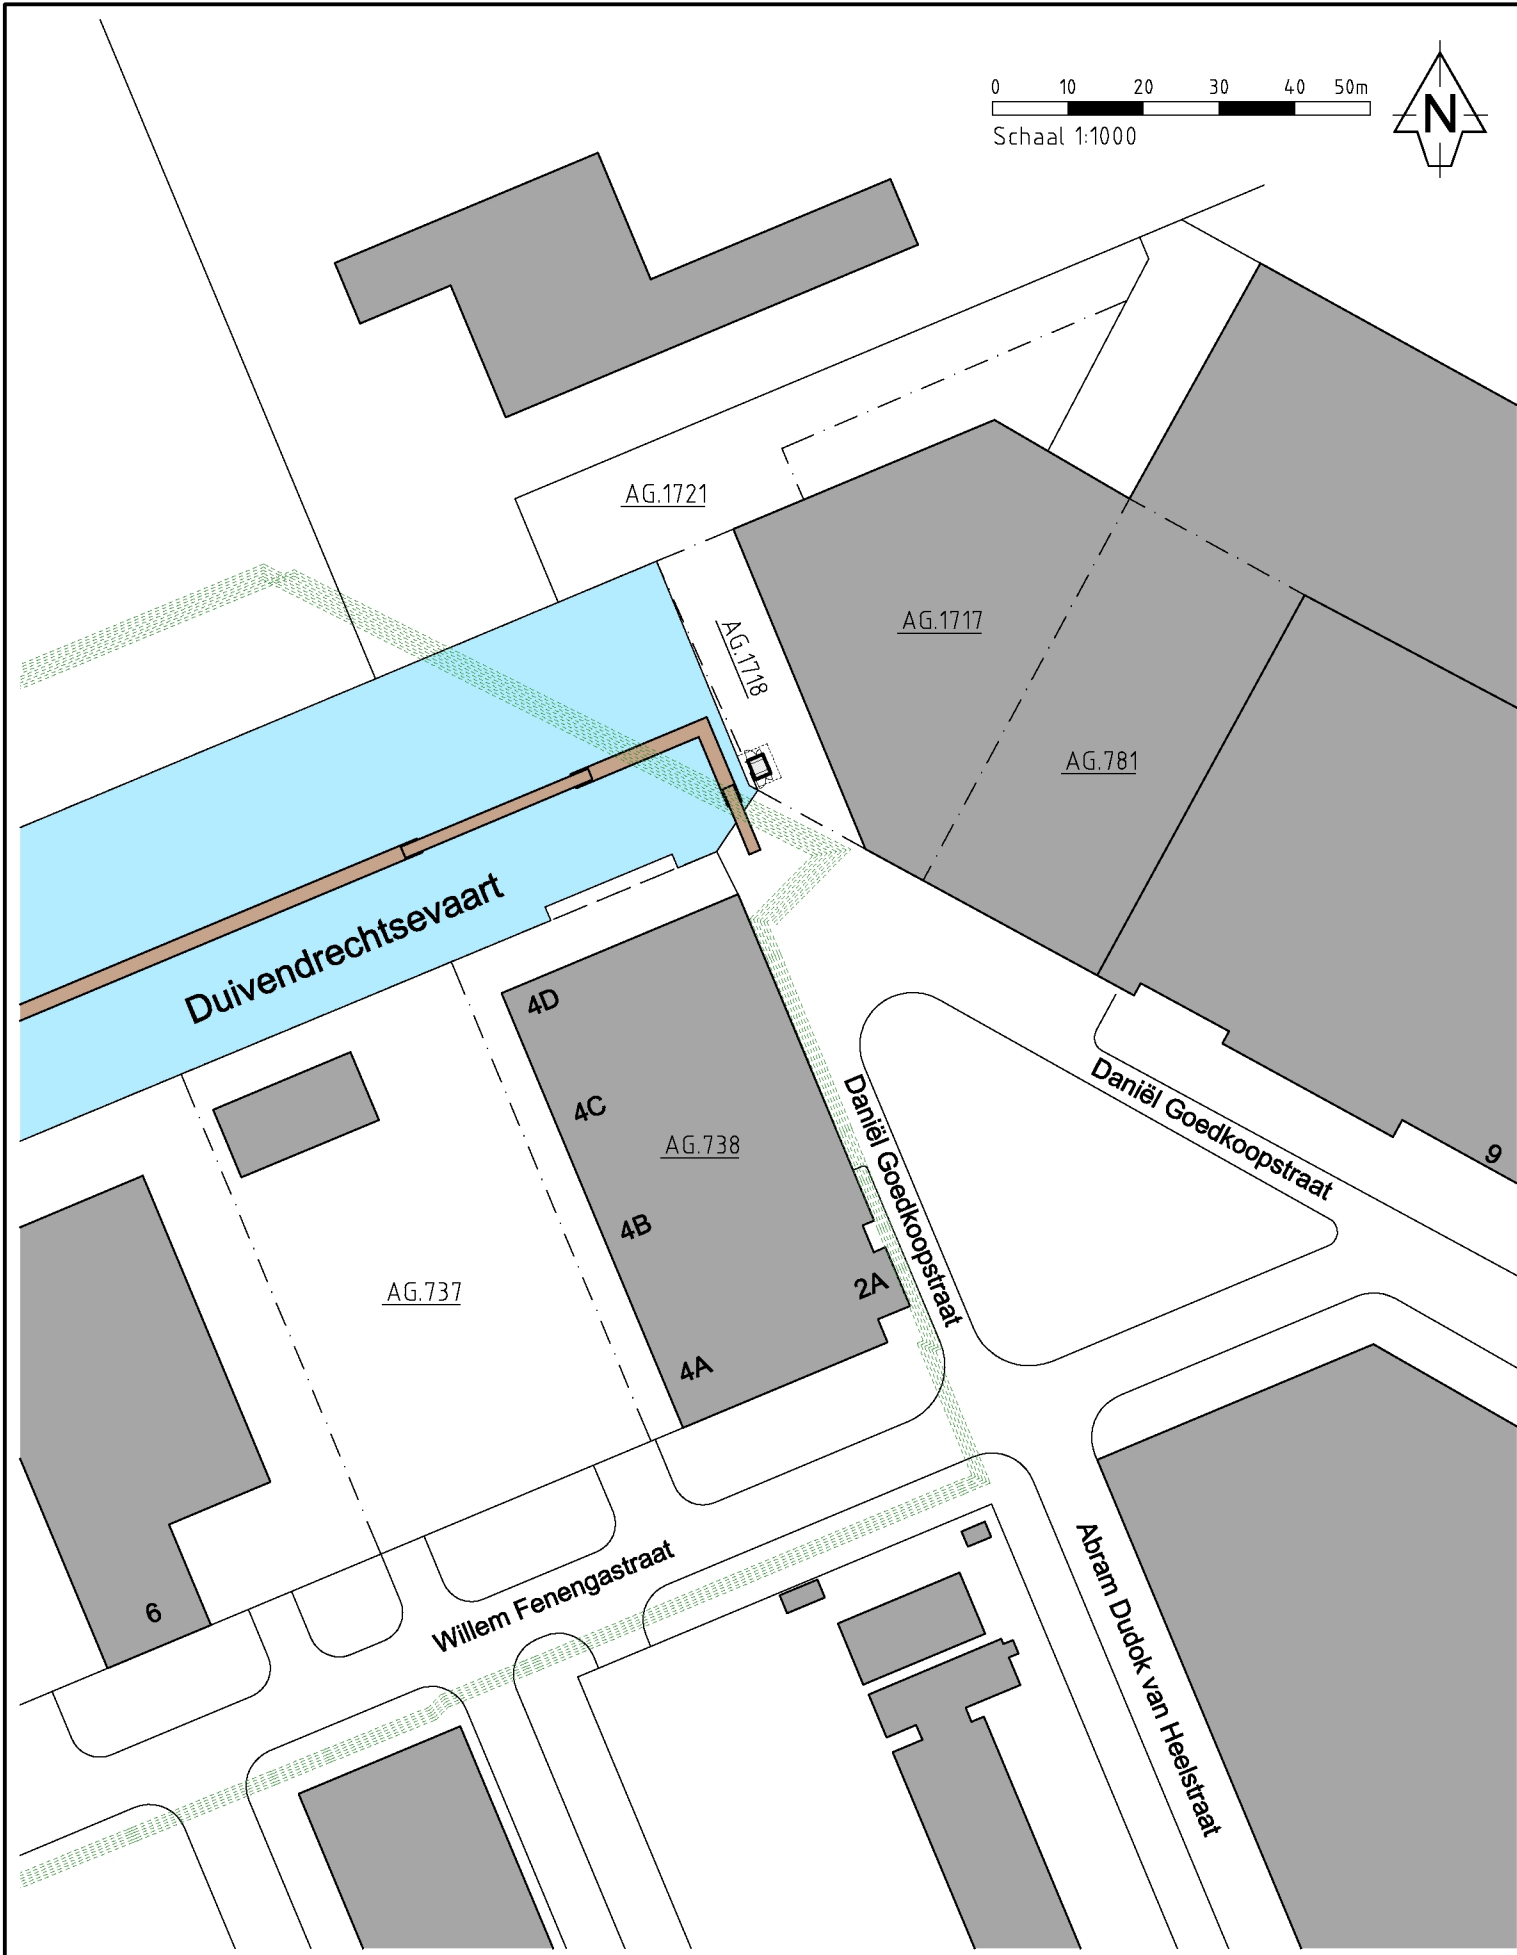 0 10 20 30 40 50m
Schaal 1:1000
N
AG.1721
AG.1717
AG.1718
AG.781
Duivendrechtsevaart
4D
4C
4B
4A
2A
AG.738
AG.737
Daniël Goedkoopstraat
Daniël Goedkoopstraat
9
6
Willem Fenengastraat
Abram Dudok van Heelstraat